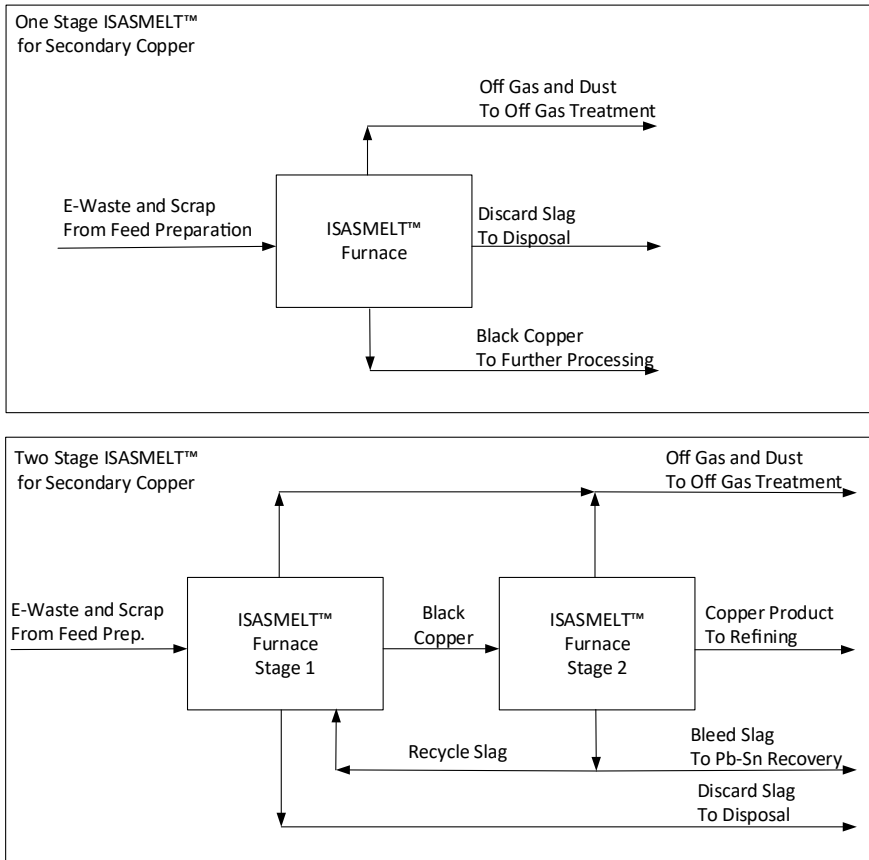 One Stage ISASMELT™
for Secondary Copper
Off Gas and Dust
To Off Gas Treatment
E-Waste and Scrap
From Feed Preparation
ISASMELT™
Furnace
Discard Slag
To Disposal
Black Copper
To Further Processing
Two Stage ISASMELT™
for Secondary Copper
Off Gas and Dust
To Off Gas Treatment
E-Waste and Scrap
From Feed Prep.
ISASMELT™
Furnace
Stage 1
Black
Copper
ISASMELT™
Furnace
Stage 2
Copper Product
To Refining
Recycle Slag
Bleed Slag
To Pb-Sn Recovery
Discard Slag
To Disposal